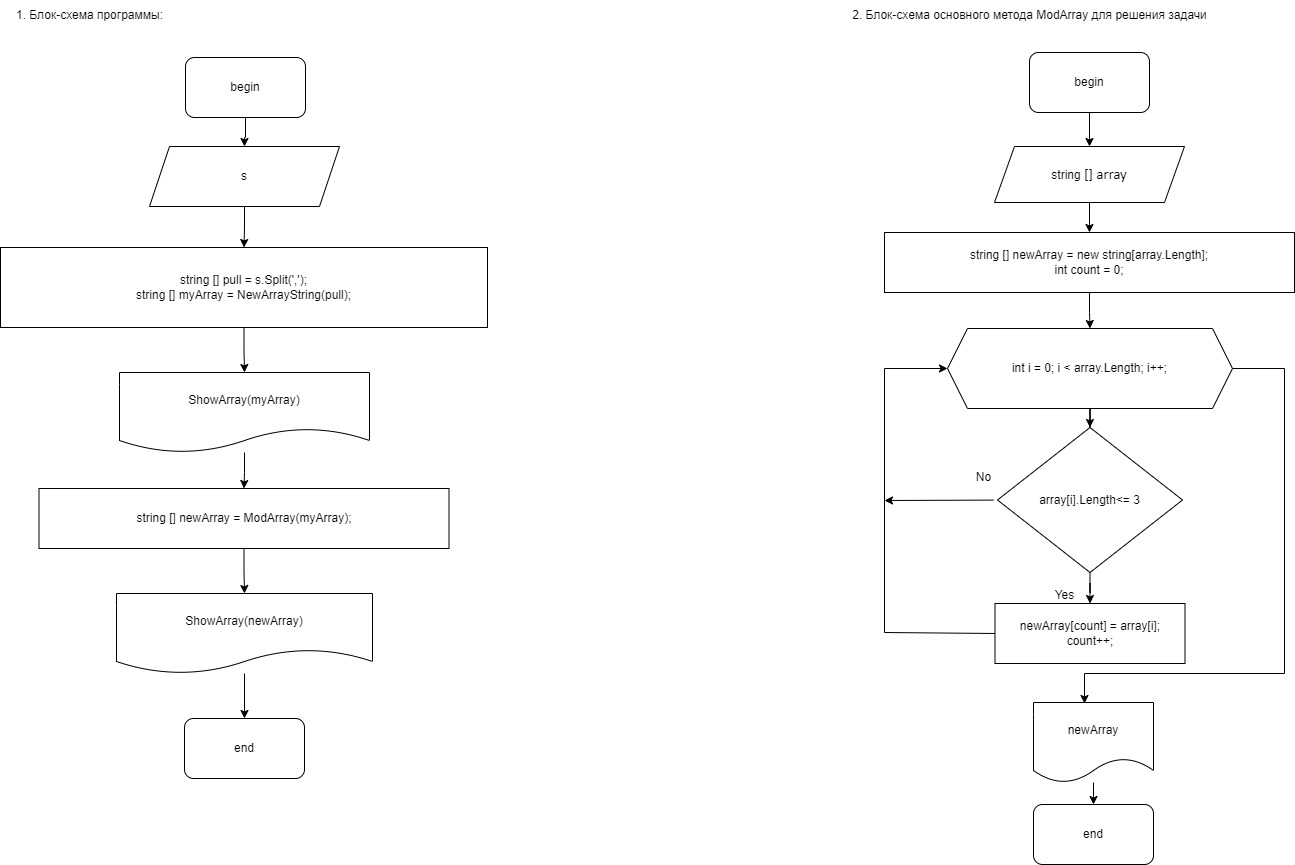 1. Блок-схема программы:
begin
s
string [] pull = s.Split(',');
string [] myArray = NewArrayString(pull);
ShowArray(myArray)
string [] newArray = ModArray(myArray);
ShowArray(newArray)
end
2. Блок-схема основного метода ModArray для решения задачи
begin
string [] array
string [] newArray = new string[array.Length];
int count = 0;
int i = 0; i < array.Length; i++;
No
array[i].Length<= 3
Yes
newArray[count] = array[i];
count++;
newArray
end